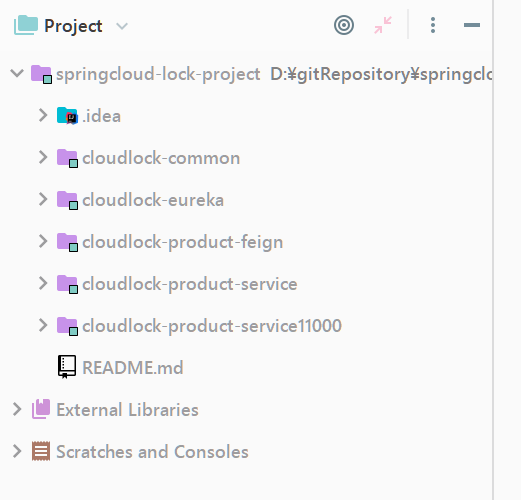 Project
springcloud-lock-project D:¥gitRepository¥springclo
.idea
cloudlock-common
cloudlock-eureka
cloudlock-product-feign
cloudlock-product-service
cloudlock-product-service11000
README.md
External Libraries
Scratches and Consoles